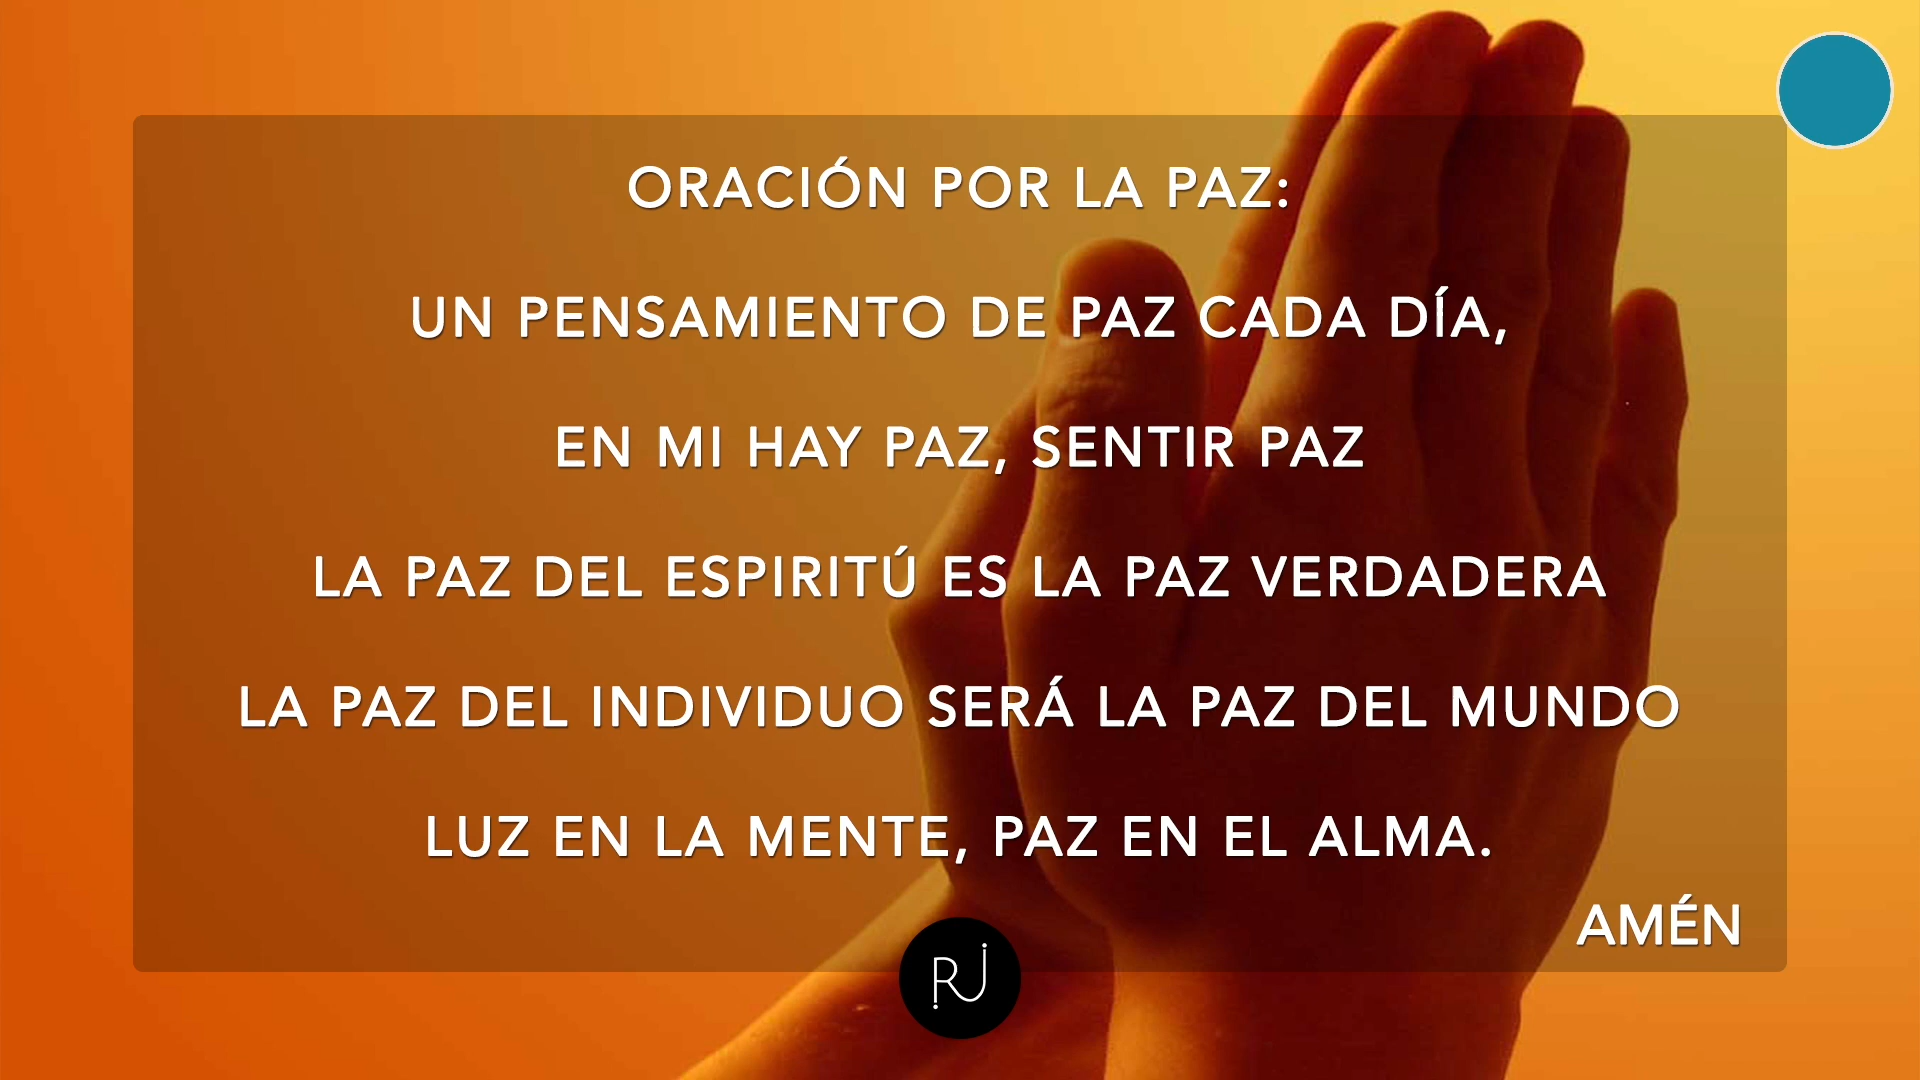 ORACIÓN POR LA PAZ:
UN PENSAMIENTO DE PAZ CADA DÍA,
EN MI HAY PAZ, SENTIR PAZ
LA PAZ DEL ESPIRITÚ ES LA PAZ VERDADERA
LA PAZ DEL INDIVIDUO SERÁ LA PAZ DEL MUNDO
LUZ EN LA MENTE, PAZ EN EL ALMA.
AMÉN
RJ